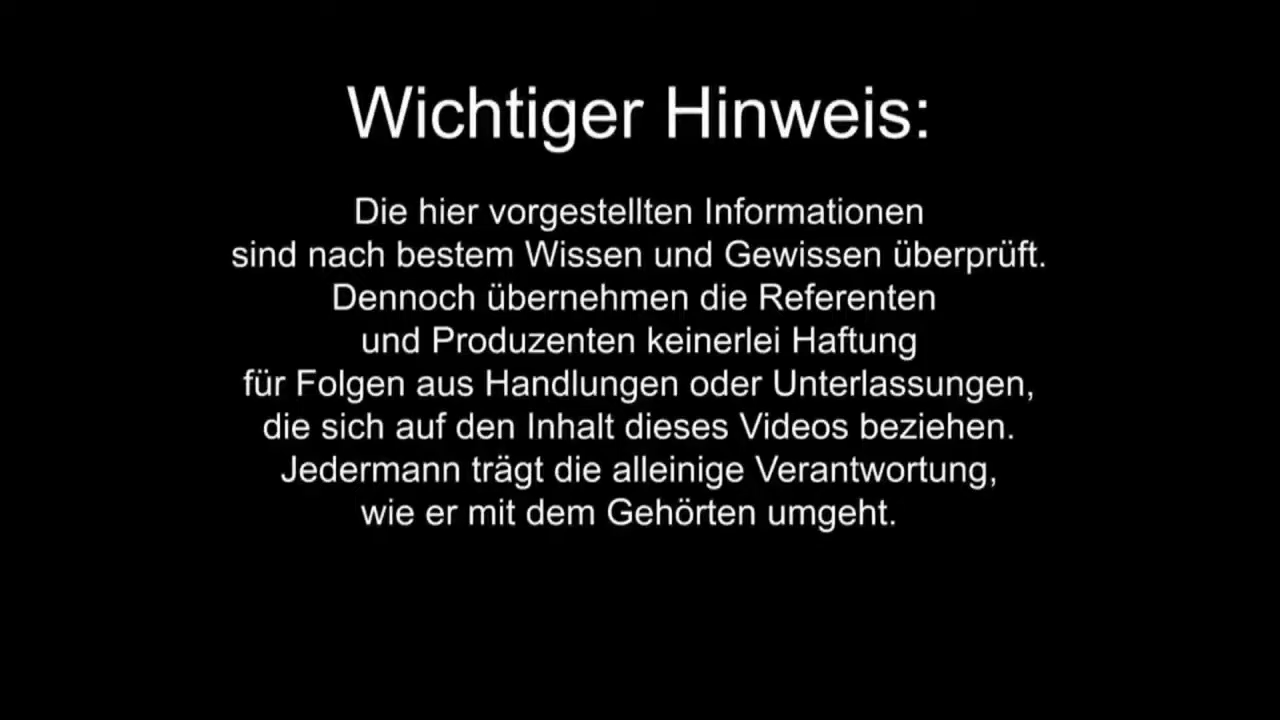 Wichtiger Hinweis:
Die hier vorgestellten Informationen
sind nach bestem Wissen und Gewissen überprüft.
Dennoch übernehmen die Referenten
und Produzenten keinerlei Haftung
für Folgen aus Handlungen oder Unterlassungen,
die sich auf den Inhalt dieses Videos beziehen.
Jedermann trägt die alleinige Verantwortung,
wie er mit dem Gehörten umgeht.